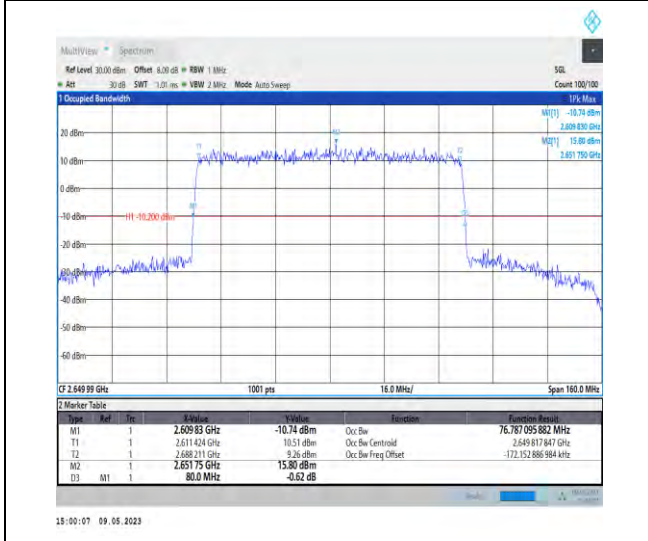 MultiView Spectrum
Ref Level 30.00 dBm Offset 6.00 dB RBW 1 MHz SGL
Att 30 dB SWT 1.01 ms VBW 2 MHz Mode Auto Sweep Count 100/100
1 Occupied Bandwidth 1Pk Max
M1[1] -10.74 dBm
2.609 830 GHz
M2[1] 15.80 dBm
2.651 750 GHz
20 dBm
T1
T2
10 dBm
0 dBm
-10 dBm
H1 -10.200 dBm
-20 dBm
-30 dBm
-40 dBm
-50 dBm
-60 dBm
CF 2.649 99 GHz 1001 pts 16.0 MHz/ Span 160.0 MHz
2 Marker Table
Type Ref Trc X-Value Y-Value Function Function Result
M1 1 2.609 83 GHz -10.74 dBm Occ Bw 76.787 095 882 MHz
T1 1 2.611 424 GHz 10.51 dBm Occ Bw Centroid 2.649 817 847 GHz
T2 1 2.688 211 GHz 9.26 dBm Occ Bw Freq Offset -172.152 886 984 kHz
M2 1 2.651 75 GHz 15.80 dBm
D3 M1 1 80.0 MHz -0.62 dB
15:00:07 09.05.2023